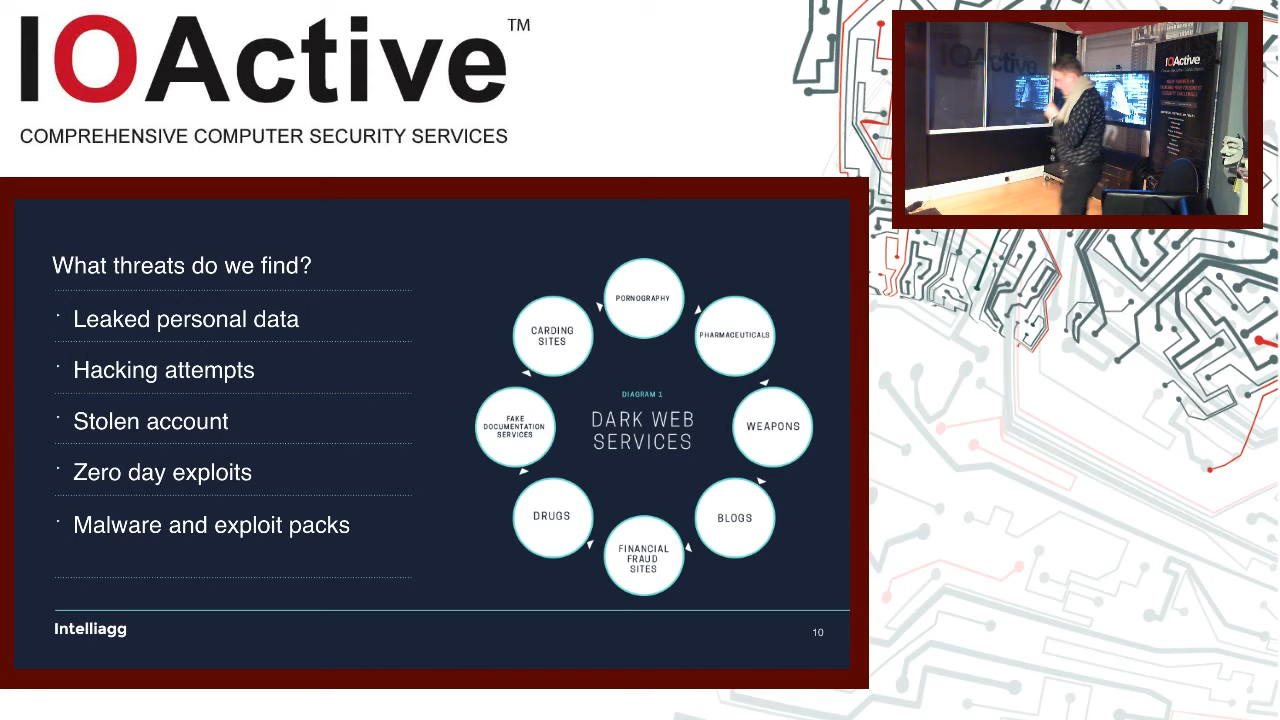 IOActive™
COMPREHENSIVE COMPUTER SECURITY SERVICES
IOActive
What threats do we find?
Leaked personal data
Hacking attempts
Stolen account
Zero day exploits
Malware and exploit packs
DIAGRAM 1
DARK WEB
SERVICES
PORNOGRAPHY
PHARMACEUTICALS
WEAPONS
BLOGS
FINANCIAL
FRAUD
SITES
DRUGS
FAKE
DOCUMENTATION
SERVICES
CARDING
SITES
Intelliagg
10